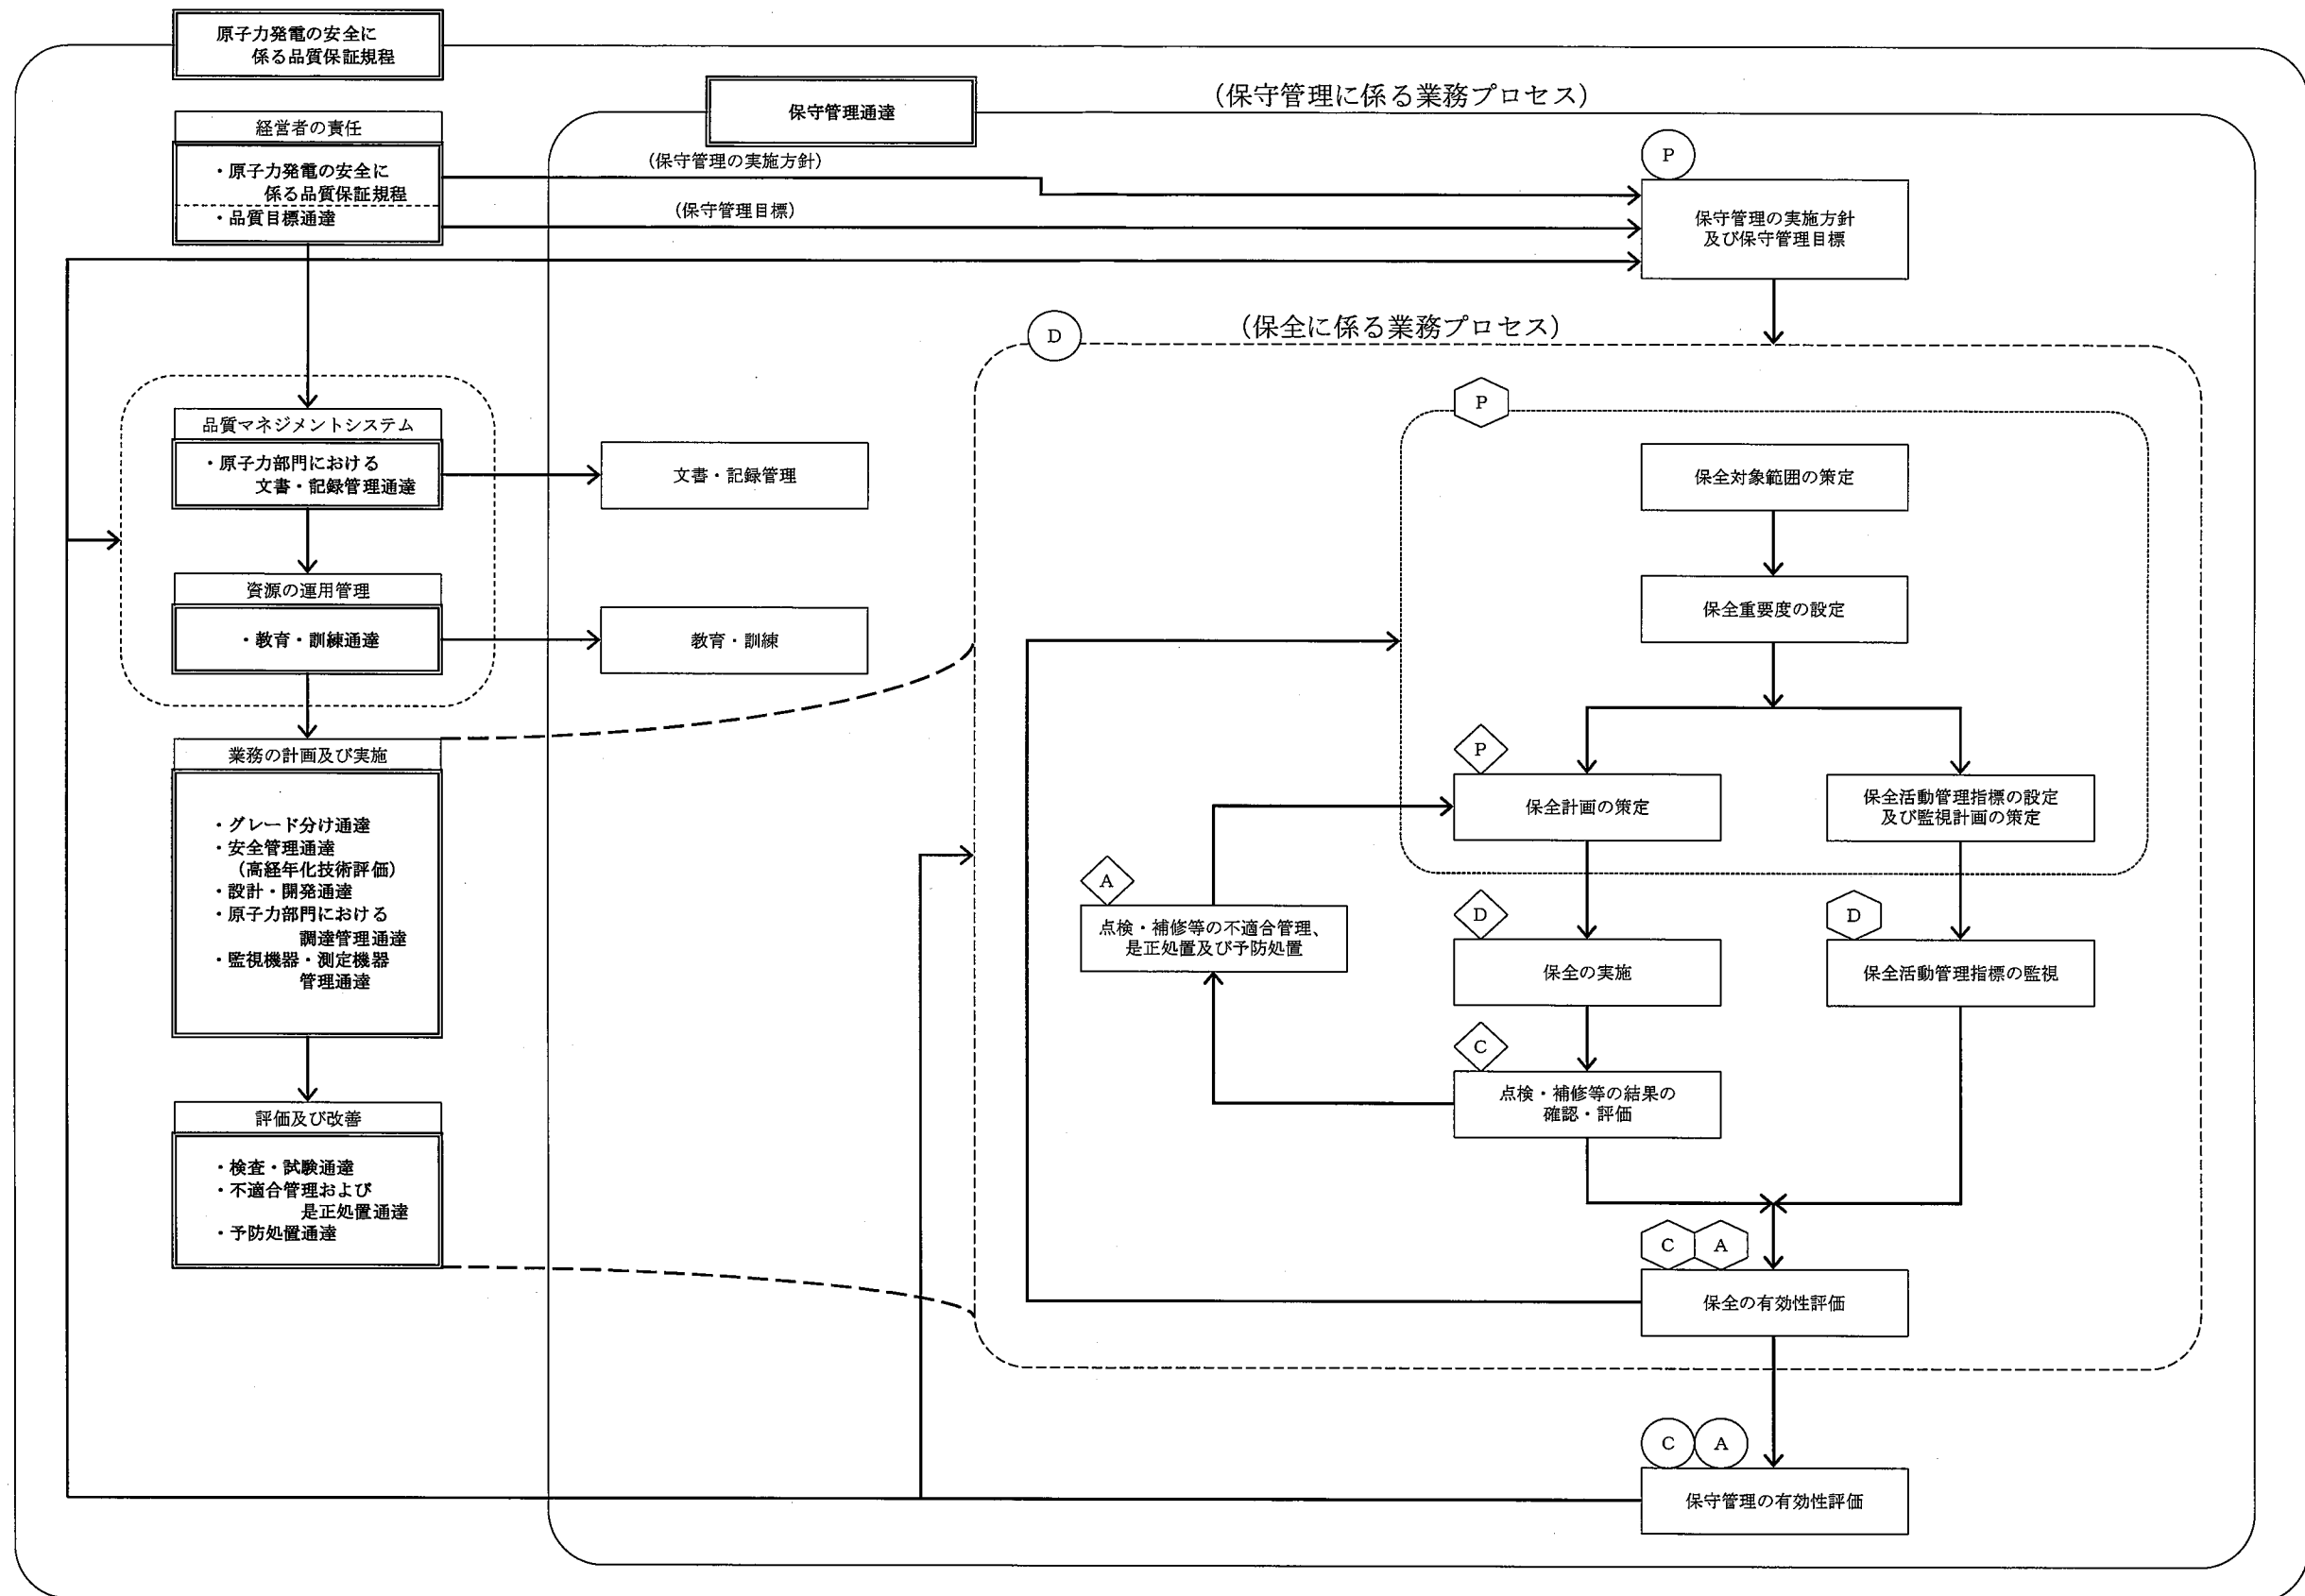 原子力発電の安全に
係る品質保証規程
保守管理通達
(保守管理に係る業務プロセス)
経営者の責任
・原子力発電の安全に
係る品質保証規程
・品質目標通達
(保守管理の実施方針)
(保守管理目標)
P
保守管理の実施方針
及び保守管理目標
D
(保全に係る業務プロセス)
品質マネジメントシステム
・原子力部門における
文書・記録管理通達
文書・記録管理
資源の運用管理
・教育・訓練通達
教育・訓練
業務の計画及び実施
・グレード分け通達
・安全管理通達
(高経年化技術評価)
・設計・開発通達
・原子力部門における
調達管理通達
・監視機器・測定機器
管理通達
評価及び改善
・検査・試験通達
・不適合管理および
是正処置通達
・予防処置通達
P
保全対象範囲の策定
保全重要度の設定
P
保全計画の策定
保全活動管理指標の設定
及び監視計画の策定
A
点検・補修等の不適合管理、
是正処置及び予防処置
D
保全の実施
D
保全活動管理指標の監視
C
点検・補修等の結果の
確認・評価
C A
保全の有効性評価
C A
保守管理の有効性評価